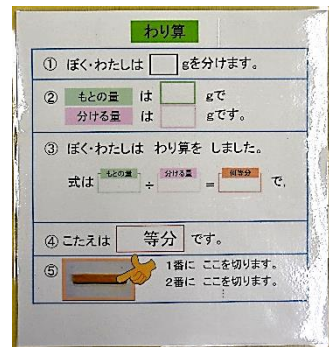 わり算
① ぼく・わたしは gを分けます。
② もとの量 は gで
分ける量 は gです。
③ ぼく・わたしは わり算を しました。
もとの量 分ける量 何等分
式は ÷ = で、
④ こたえは 等分 です。
⑤ 1番に ここを切ります。
2番に ここを切ります。